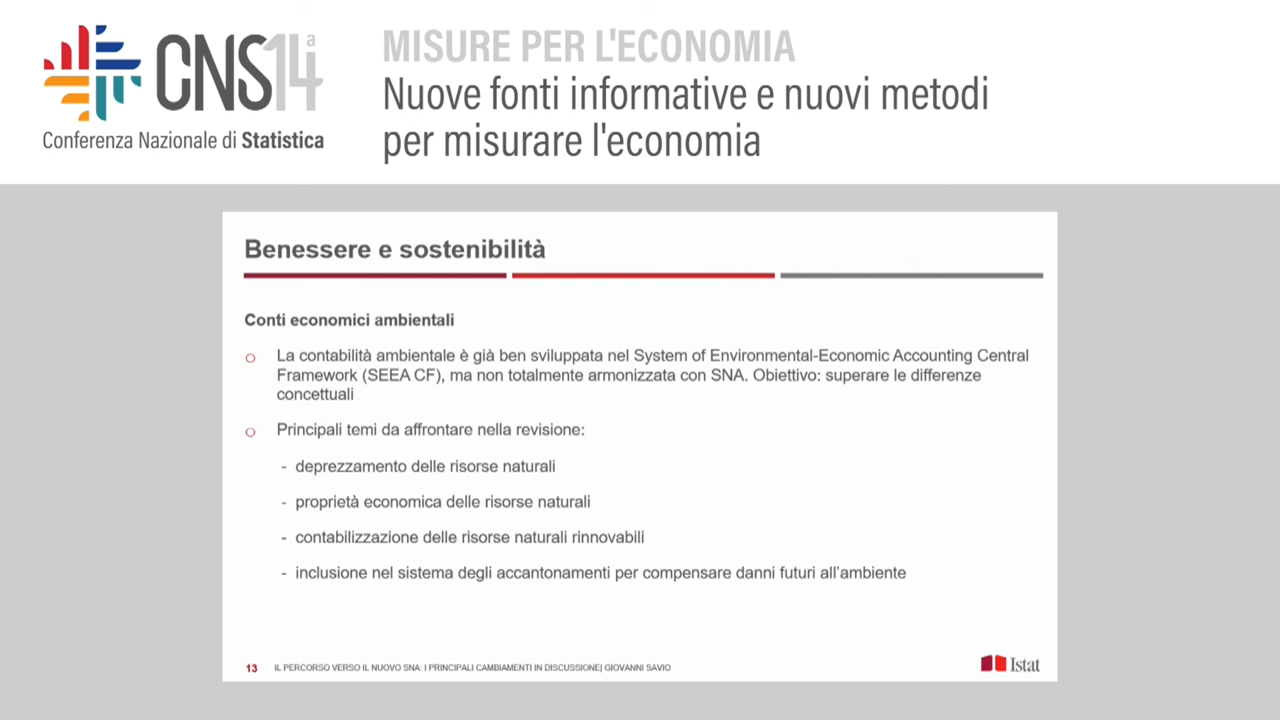 CNS14a
Conferenza Nazionale di Statistica
MISURE PER L'ECONOMIA
Nuove fonti informative e nuovi metodi
per misurare l'economia
Benessere e sostenibilità
Conti economici ambientali
La contabilità ambientale è già ben sviluppata nel System of Environmental-Economic Accounting Central
Framework (SEEA CF), ma non totalmente armonizzata con SNA. Obiettivo: superare le differenze
concettuali
Principali temi da affrontare nella revisione:
- deprezzamento delle risorse naturali
- proprietà economica delle risorse naturali
- contabilizzazione delle risorse naturali rinnovabili
- inclusione nel sistema degli accantonamenti per compensare danni futuri all'ambiente
13 IL PERCORSO VERSO IL NUOVO SNA: I PRINCIPALI CAMBIAMENTI IN DISCUSSIONE| GIOVANNI SAVIO
Istat